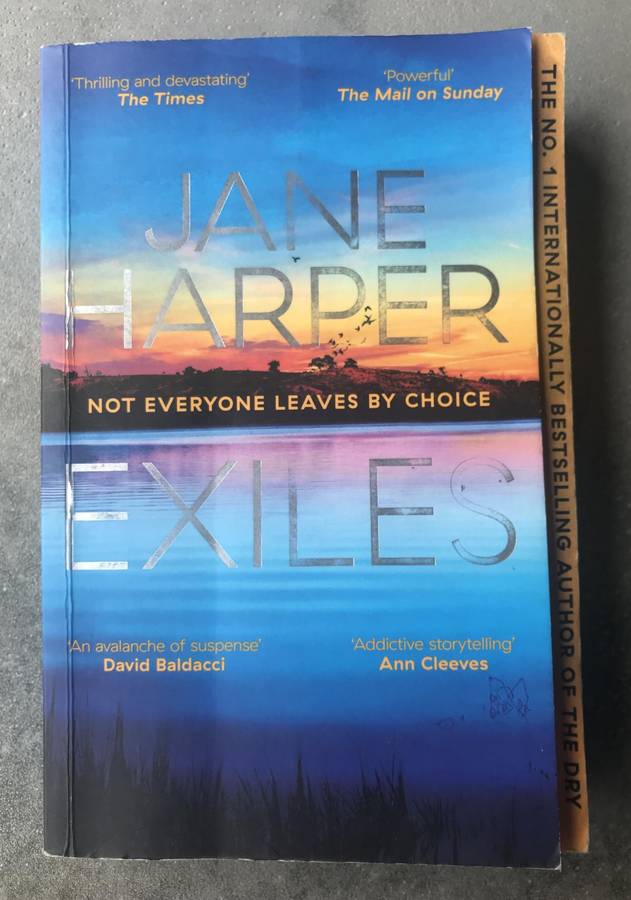 'Thrilling and devastating'
The Times
'Powerful'
The Mail on Sunday
JANE
HARPER
NOT EVERYONE LEAVES BY CHOICE
EXILES
'An avalanche of suspense'
David Baldacci
'Addictive storytelling'
Ann Cleeves
THE NO. 1 INTERNATIONALLY BESTSELLING AUTHOR OF THE DRY